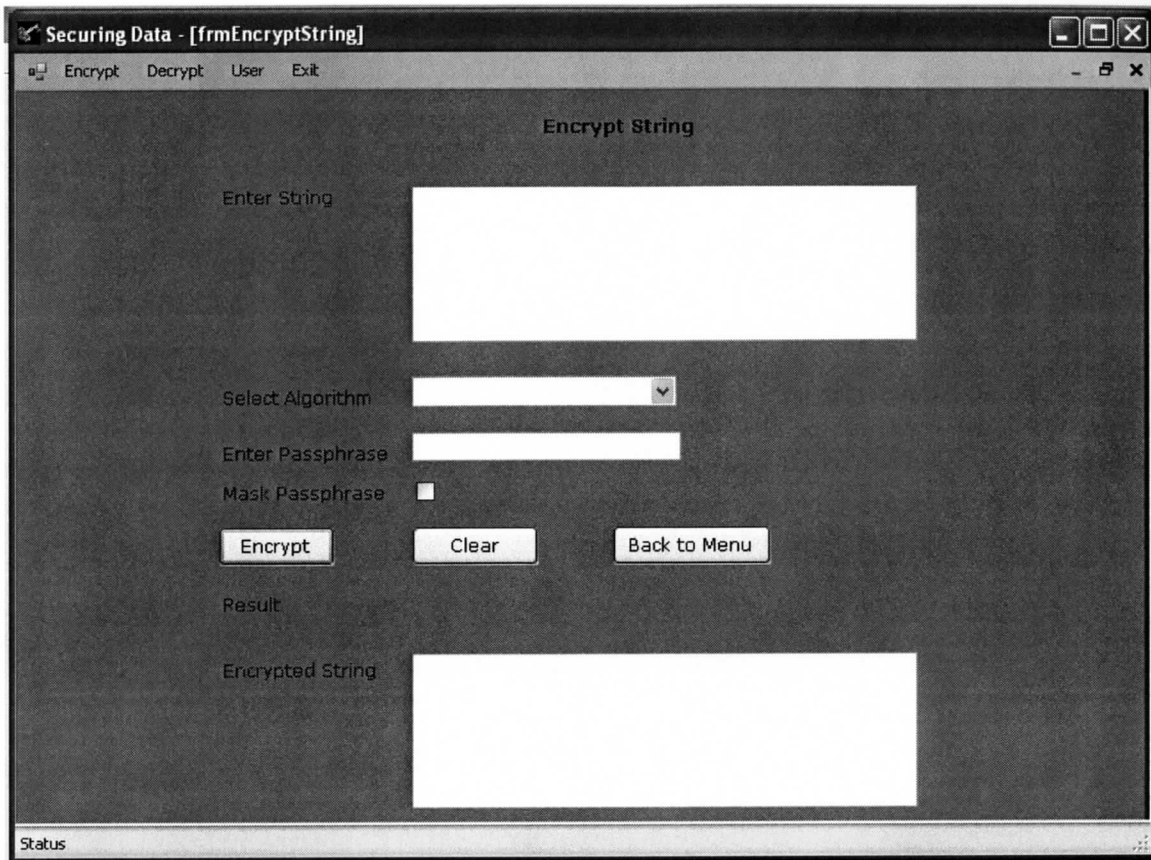 Securing Data - [frmEncryptString]
Encrypt Decrypt User Exit
Encrypt String
Enter String
Select Algorithm
Enter Passphrase
Mask Passphrase
Encrypt Clear Back to Menu
Result
Encrypted String
Status